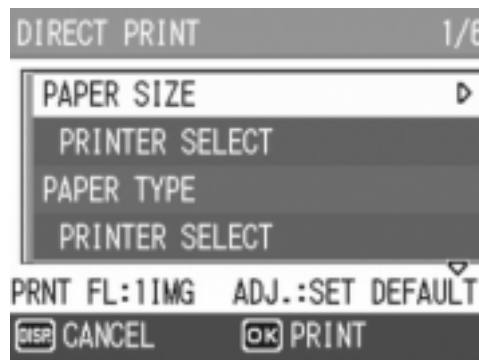 DIRECT PRINT 1/6
PAPER SIZE
PRINTER SELECT
PAPER TYPE
PRINTER SELECT
PRNT FL:1IMG ADJ.:SET DEFAULT
DISP. CANCEL OK PRINT